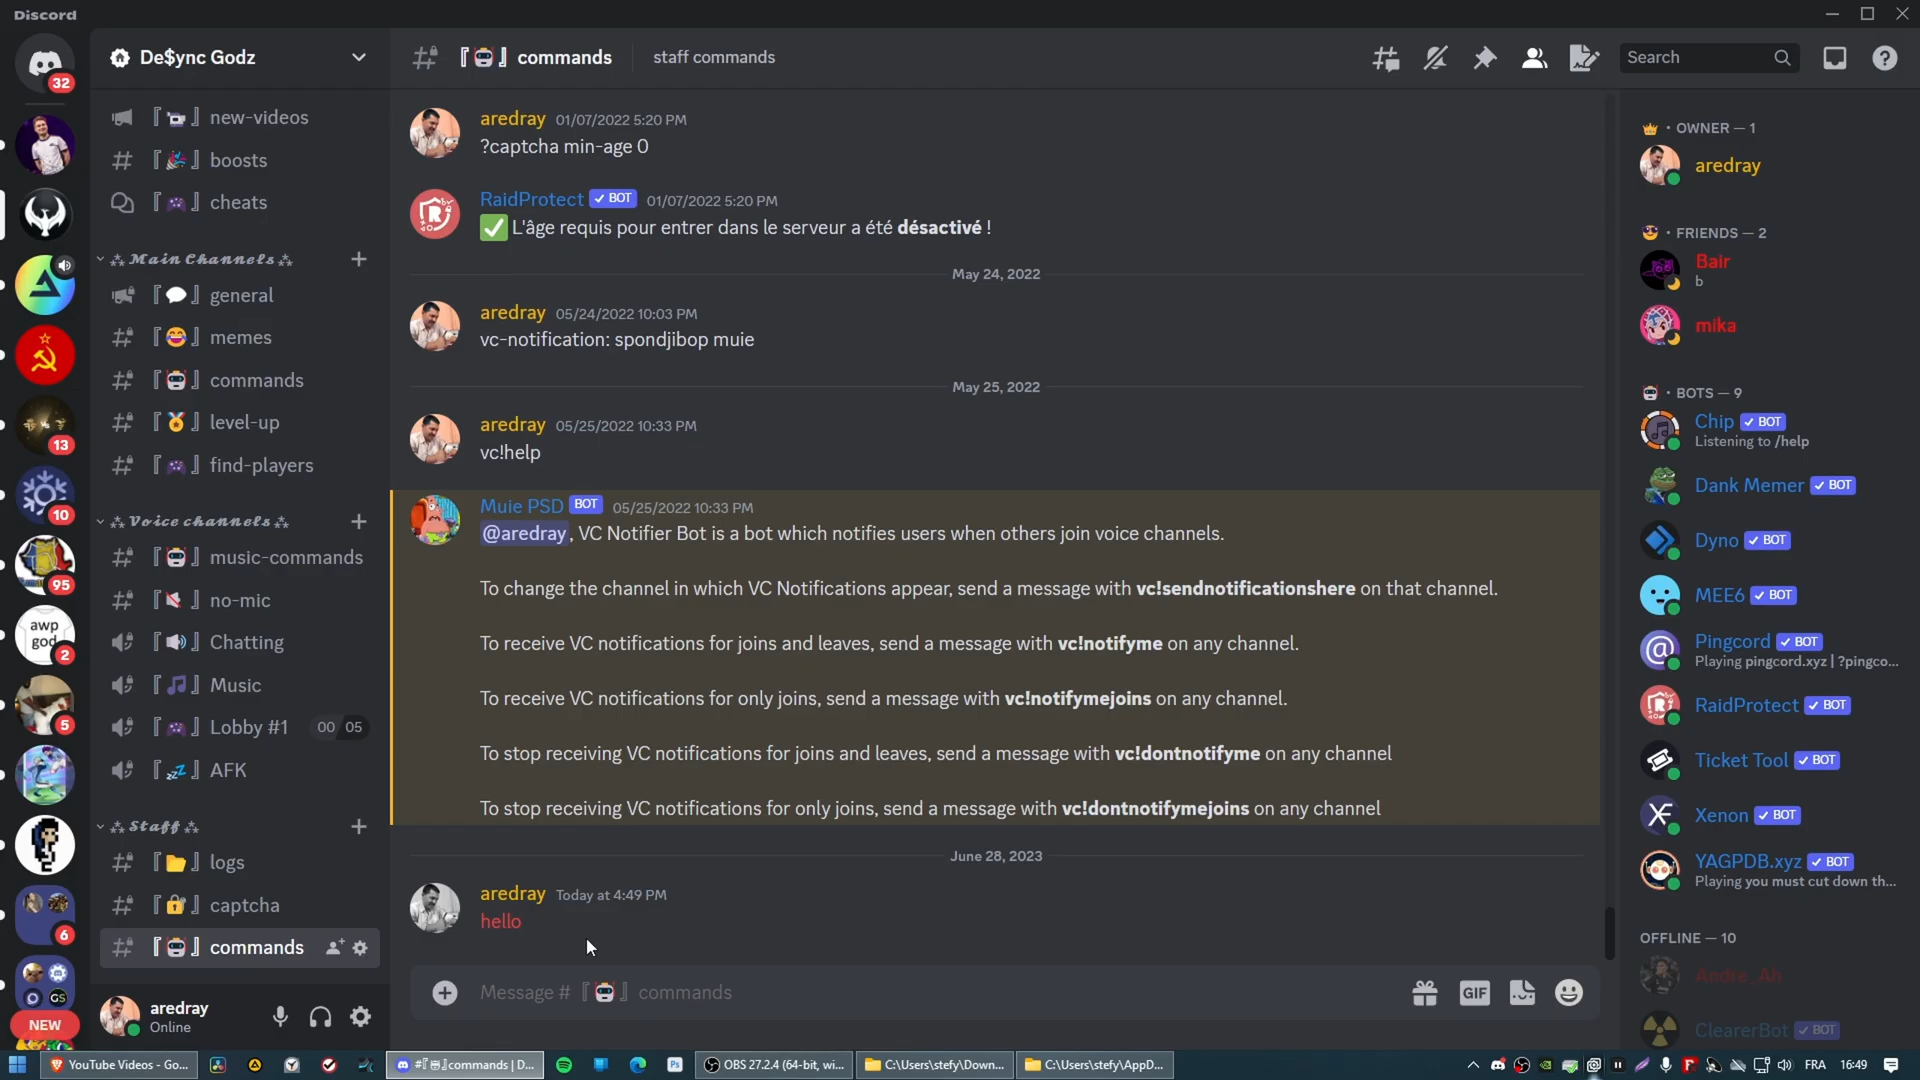 Discord
32
De$ync Godz
『🤖』 commands
staff commands
Search
『📹』 new-videos
『🎉』 boosts
『🎮』 cheats
⁂ 𝓜𝓪𝓲𝓷 𝓒𝓱𝓪𝓷𝓷𝓮𝓵𝓼 ⁂
『💬』 general
『😂』 memes
『🤖』 commands
『🏅』 level-up
『🎮』 find-players
⁂ 𝓥𝓸𝓲𝓬𝓮 𝓬𝓱𝓪𝓷𝓷𝓮𝓵𝓼 ⁂
『🤖』 music-commands
『🔇』 no-mic
『🔊』 Chatting
『🎵』 Music
『🎮』 Lobby #1 00 05
『💤』 AFK
⁂ 𝓢𝓽𝓪𝓯𝓯 ⁂
『📂』 logs
『🔐』 captcha
『🤖』 commands
aredray
Online
13
10
95
awp
god
2
5
6
GS
NEW
aredray 01/07/2022 5:20 PM
?captcha min-age 0
RaidProtect ✓ BOT 01/07/2022 5:20 PM
✅ L'âge requis pour entrer dans le serveur a été désactivé !
May 24, 2022
aredray 05/24/2022 10:03 PM
vc-notification: spondjibop muie
May 25, 2022
aredray 05/25/2022 10:33 PM
vc!help
Muie PSD BOT 05/25/2022 10:33 PM
@aredray, VC Notifier Bot is a bot which notifies users when others join voice channels.
To change the channel in which VC Notifications appear, send a message with vc!sendnotificationshere on that channel.
To receive VC notifications for joins and leaves, send a message with vc!notifyme on any channel.
To receive VC notifications for only joins, send a message with vc!notifymejoins on any channel.
To stop receiving VC notifications for joins and leaves, send a message with vc!dontnotifyme on any channel
To stop receiving VC notifications for only joins, send a message with vc!dontnotifymejoins on any channel
June 28, 2023
aredray Today at 4:49 PM
hello
Message # 『🤖』 commands
GIF
👑 • OWNER — 1
aredray
😎 • FRIENDS — 2
Bair
b
mika
🤖 • BOTS — 9
Chip ✓ BOT
Listening to /help
Dank Memer ✓ BOT
Dyno ✓ BOT
MEE6 ✓ BOT
Pingcord ✓ BOT
Playing pingcord.xyz | ?pingco...
RaidProtect ✓ BOT
Ticket Tool ✓ BOT
Xenon ✓ BOT
YAGPDB.xyz ✓ BOT
Playing you must cut down th...
OFFLINE — 10
Andre_Ah
ClearerBot ✓ BOT
YouTube Videos - Go...
#『🤖』commands | D...
Ps
OBS 27.2.4 (64-bit, wi...
C:\Users\stefy\Down...
C:\Users\stefy\AppD...
FRA
16:49